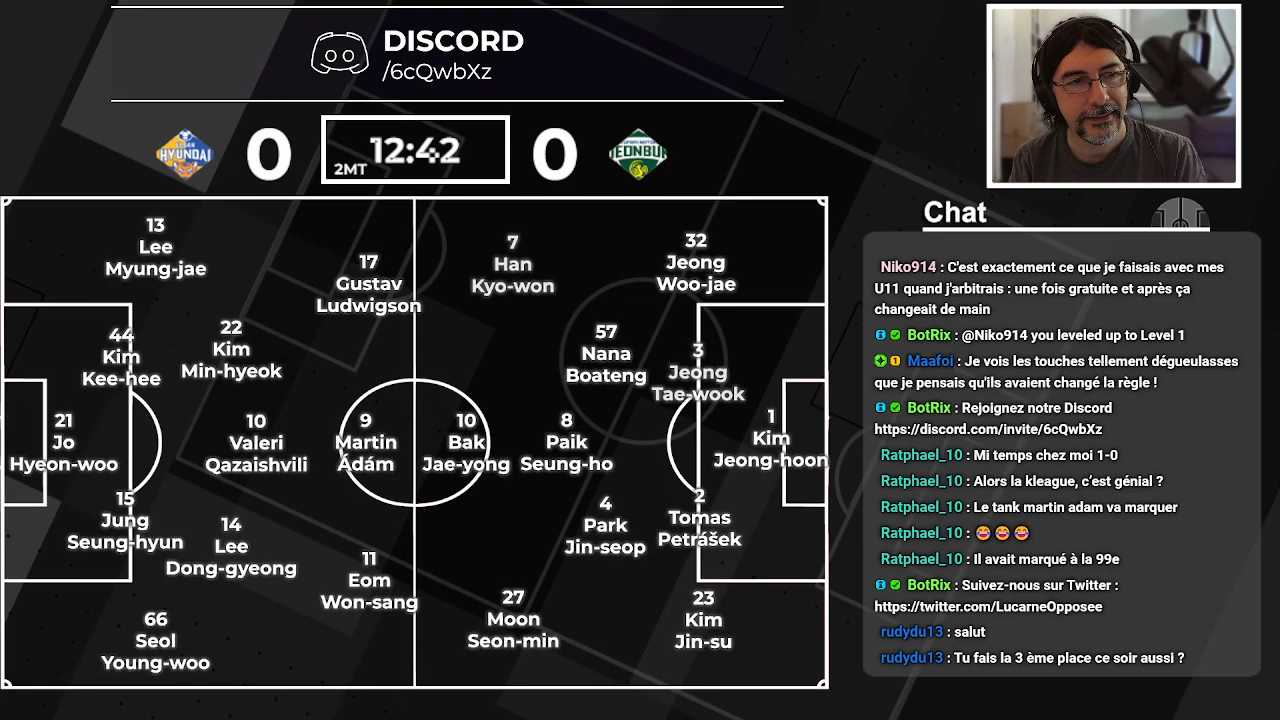 DISCORD
/6cQwbXz
HYUNDAI
0
12:42
2MT
0
Chat
13
Lee
Myung-jae
17
Gustav
Ludwigson
7
Han
Kyo-won
32
Jeong
Woo-jae
44
Kim
Kee-hee
22
Kim
Min-hyeok
57
Nana
Boateng
3
Jeong
Tae-wook
21
Jo
Hyeon-woo
10
Valeri
Qazaishvili
9
Martin
Ádám
10
Bak
Jae-yong
8
Paik
Seung-ho
1
Kim
Jeong-hoon
15
Jung
Seung-hyun
14
Lee
Dong-gyeong
11
Eom
Won-sang
4
Park
Jin-seop
2
Tomas
Petrášek
66
Seol
Young-woo
27
Moon
Seon-min
23
Kim
Jin-su
Niko914 : C'est exactement ce que je faisais avec mes
U11 quand j'arbitrais : une fois gratuite et après ça
changeait de main
BotRix : @Niko914 you leveled up to Level 1
Maafoi : Je vois les touches tellement dégueulasses
que je pensais qu'ils avaient changé la règle !
BotRix : Rejoignez notre Discord
https://discord.com/invite/6cQwbXz
Ratphael_10 : Mi temps chez moi 1-0
Ratphael_10 : Alors la kleague, c'est génial ?
Ratphael_10 : Le tank martin adam va marquer
Ratphael_10 : 😂 😂 😂
Ratphael_10 : Il avait marqué à la 99e
BotRix : Suivez-nous sur Twitter :
https://twitter.com/LucarneOpposee
rudydu13 : salut
rudydu13 : Tu fais la 3 ème place ce soir aussi ?